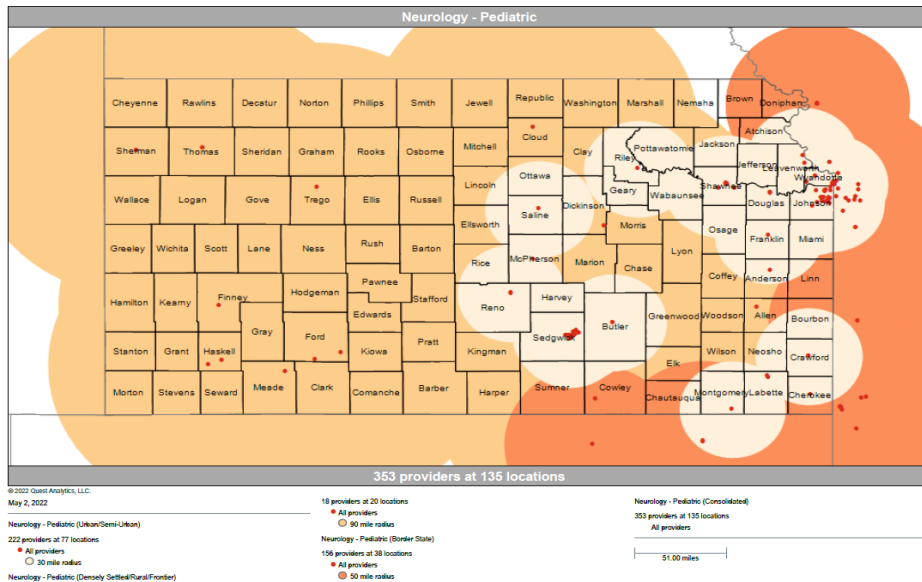 Neurology - Pediatric
Cheyenne Rawlins Decatur Norton Phillips Smith Jewell Republic Washington Marshall Nemaha Brown Doniphan
Sherman Thomas Sheridan Graham Rooks Osborne Mitchell Cloud Clay Riley Pottawatomie Jackson Atchison
Jefferson Leavenworth
Wyandotte
Wallace Logan Gove Trego Ellis Russell Lincoln Ottawa Geary Wabaunsee Shawnee Douglas Johnson
Saline Dickinson
Greeley Wichita Scott Lane Ness Rush Barton Ellsworth Morris Osage Franklin Miami
Rice McPherson Marion Chase Lyon Coffey Anderson Linn
Hamilton Kearny Finney Hodgeman Pawnee Stafford Reno Harvey
Gray Ford Edwards Sedgwick Butler Greenwood Woodson Allen Bourbon
Stanton Grant Haskell Kiowa Pratt Kingman Elk Wilson Neosho Crawford
Morton Stevens Seward Meade Clark Comanche Barber Harper Sumner Cowley Chautauqua Montgomery Labette Cherokee
353 providers at 135 locations
© 2022 Quest Analytics, LLC.
May 2, 2022
Neurology - Pediatric (Urban/Semi-Urban)
222 providers at 77 locations
All providers
30 mile radius
Neurology - Pediatric (Densely Settled/Rural/Frontier)
18 providers at 20 locations
All providers
90 mile radius
Neurology - Pediatric (Border State)
156 providers at 38 locations
All providers
50 mile radius
Neurology - Pediatric (Consolidated)
353 providers at 135 locations
All providers
51.00 miles